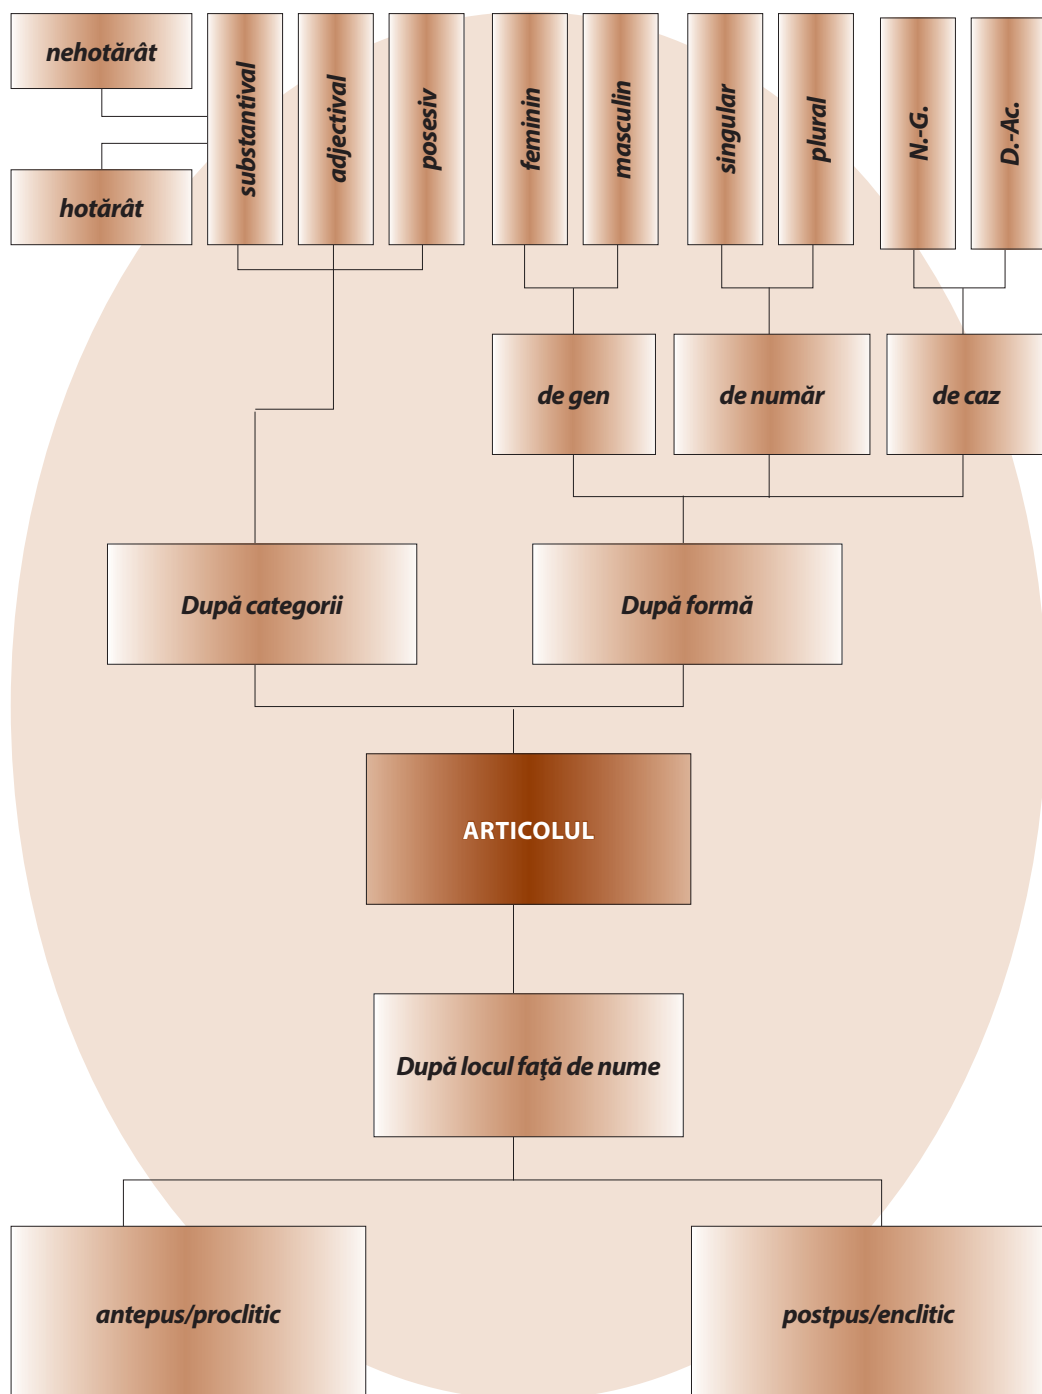 nehotărât
hotărât
substantival
adjectival
posesiv
feminin
masculin
singular
plural
N.-G.
D.-Ac.
de gen
de număr
de caz
După categorii
După formă
ARTICOLUL
După locul faţă de nume
antepus/proclitic
postpus/enclitic